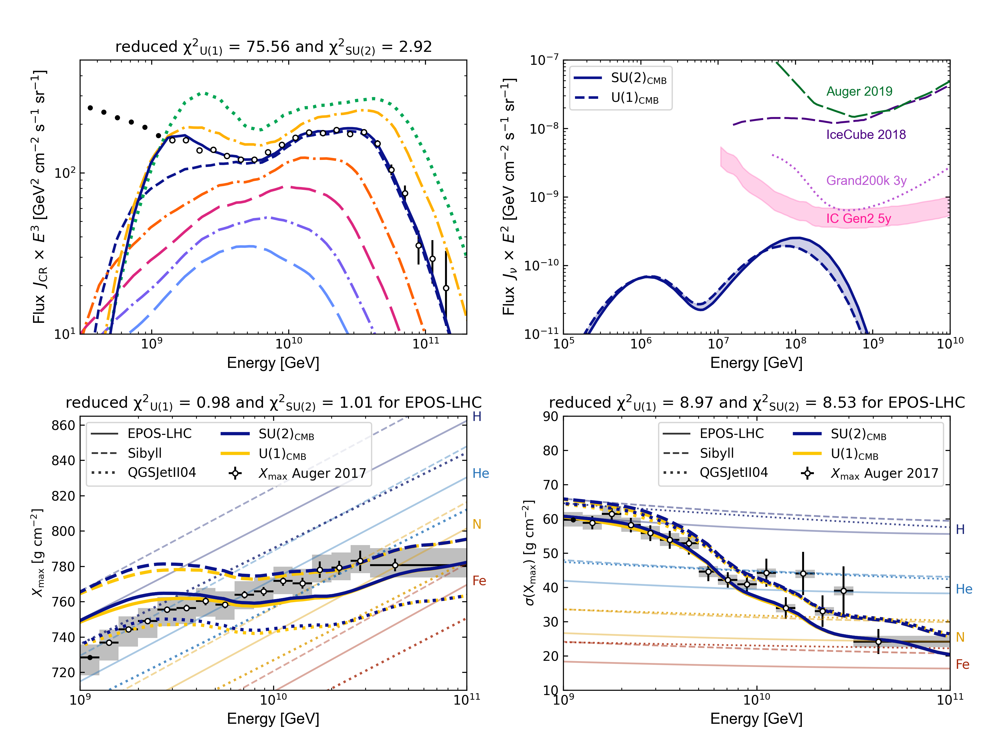 reduced χ²U(1) = 75.56 and χ²SU(2) = 2.92
Flux J_CR × E³ [GeV² cm⁻² s⁻¹ sr⁻¹]
10²
10¹
10⁹ 10¹⁰ 10¹¹
Energy [GeV]
Flux J_ν × E² [GeV cm⁻² s⁻¹ sr⁻¹]
10⁻⁷
10⁻⁸
10⁻⁹
10⁻¹⁰
10⁻¹¹
SU(2)CMB
U(1)CMB
Auger 2019
IceCube 2018
Grand200k 3y
IC Gen2 5y
10⁵ 10⁶ 10⁷ 10⁸ 10⁹ 10¹⁰
Energy [GeV]
reduced χ²U(1) = 0.98 and χ²SU(2) = 1.01 for EPOS-LHC
Xmax [g cm⁻²]
860
840
820
800
780
760
740
720
EPOS-LHC
Sibyll
QGSJetII04
SU(2)CMB
U(1)CMB
Xmax Auger 2017
H
He
N
Fe
10⁹ 10¹⁰ 10¹¹
Energy [GeV]
reduced χ²U(1) = 8.97 and χ²SU(2) = 8.53 for EPOS-LHC
σ(Xmax) [g cm⁻²]
90
80
70
60
50
40
30
20
10
EPOS-LHC
Sibyll
QGSJetII04
SU(2)CMB
U(1)CMB
Xmax Auger 2017
H
He
N
Fe
10⁹ 10¹⁰ 10¹¹
Energy [GeV]